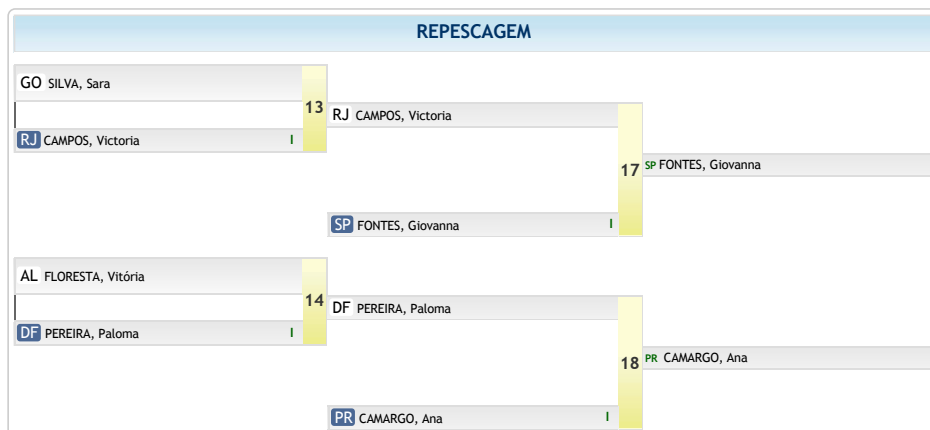 REPESCAGEM
GO SILVA, Sara
13
RJ CAMPOS, Victoria
RJ CAMPOS, Victoria I
17
SP FONTES, Giovanna
SP FONTES, Giovanna I
AL FLORESTA, Vitória
14
DF PEREIRA, Paloma
DF PEREIRA, Paloma I
18
PR CAMARGO, Ana
PR CAMARGO, Ana I